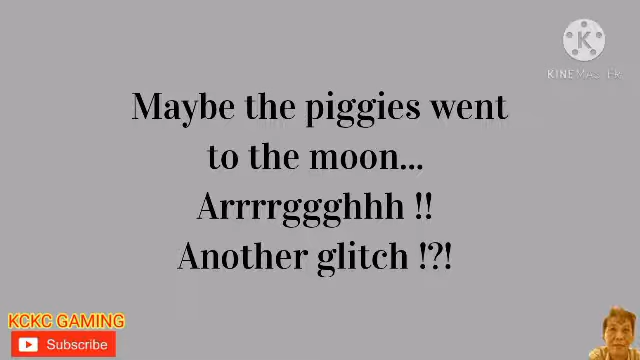 KINEMASTER
Maybe the piggies went
to the moon...
Arrrrggghhh !!
Another glitch !?!
KCKC GAMING
Subscribe